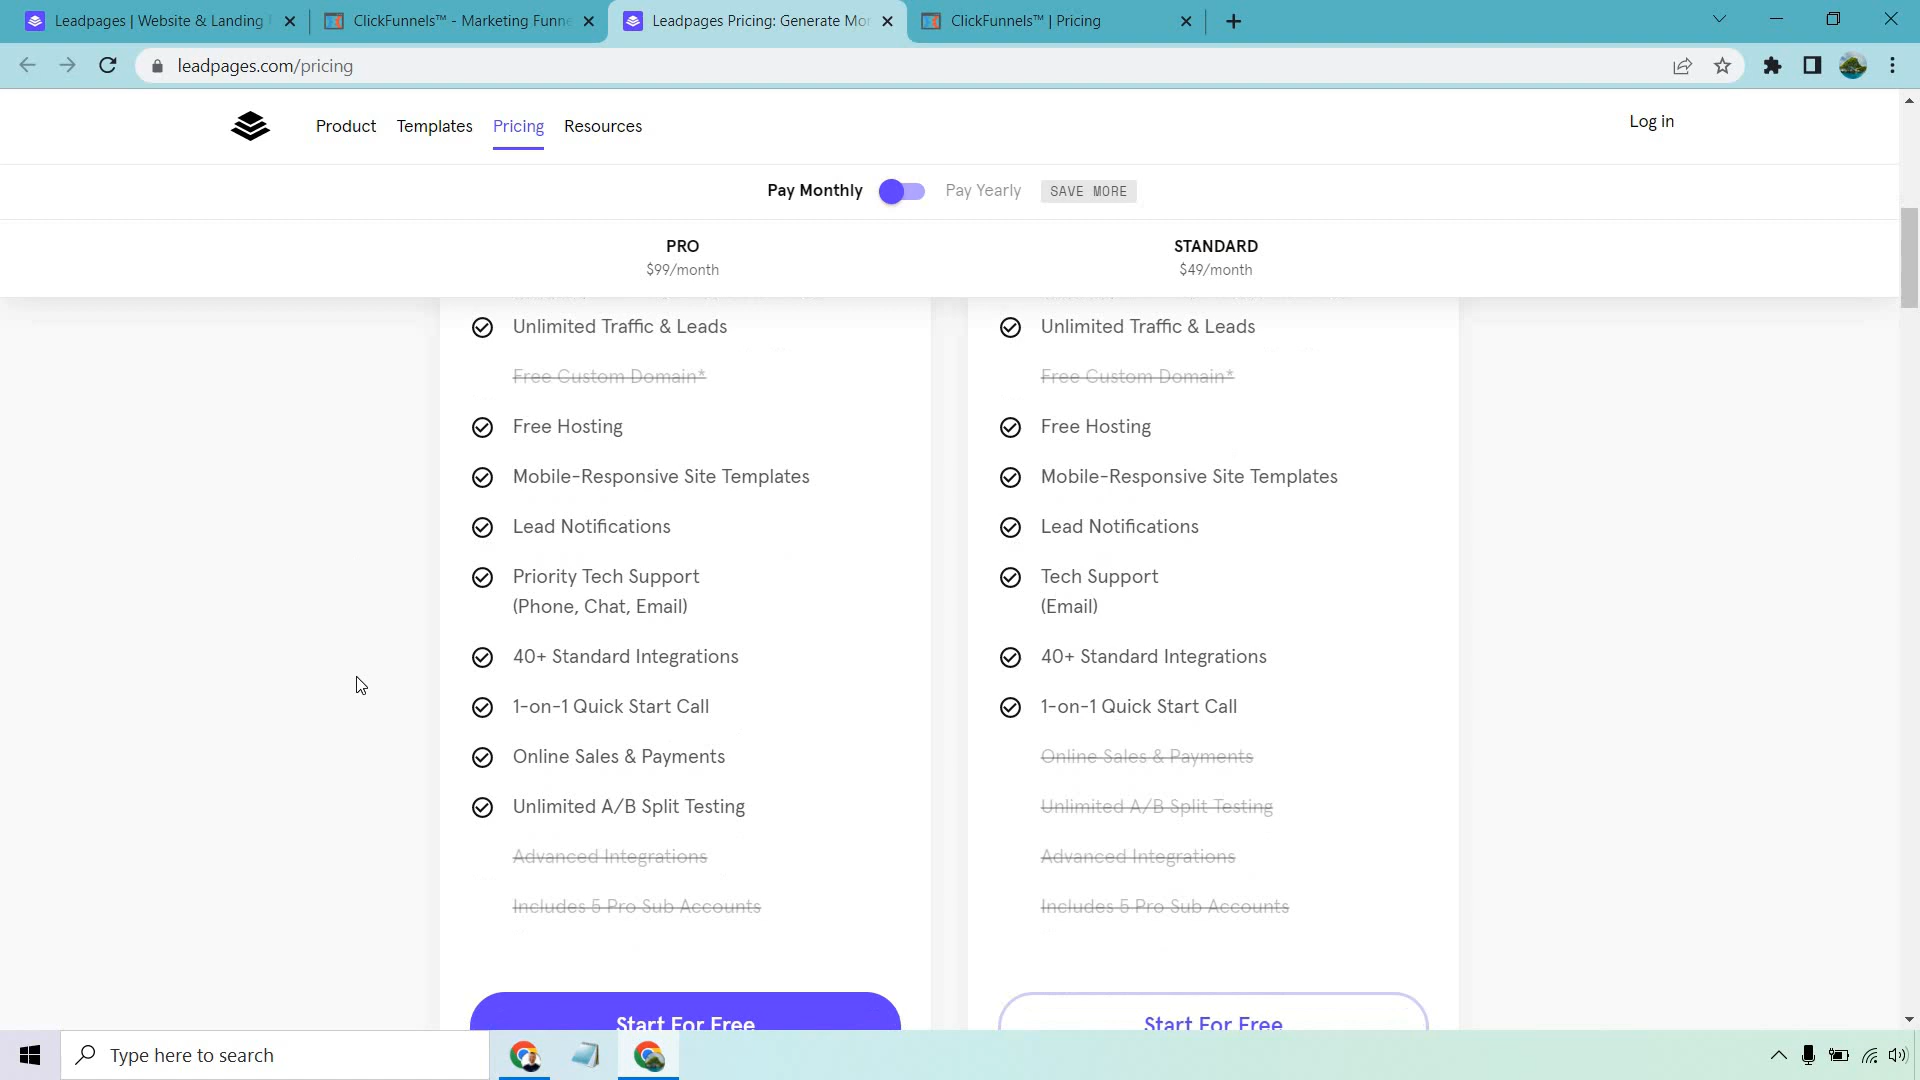 Leadpages | Website & Landing
ClickFunnels™ - Marketing Funn
Leadpages Pricing: Generate Mo
ClickFunnels™ | Pricing
leadpages.com/pricing
Product
Templates
Pricing
Resources
Log in
Pay Monthly
Pay Yearly
SAVE MORE
PRO
$99/month
STANDARD
$49/month
Unlimited Traffic & Leads
Free Custom Domain*
Free Hosting
Mobile-Responsive Site Templates
Lead Notifications
Priority Tech Support
(Phone, Chat, Email)
40+ Standard Integrations
1-on-1 Quick Start Call
Online Sales & Payments
Unlimited A/B Split Testing
Advanced Integrations
Includes 5 Pro Sub Accounts
Start For Free
Unlimited Traffic & Leads
Free Custom Domain*
Free Hosting
Mobile-Responsive Site Templates
Lead Notifications
Tech Support
(Email)
40+ Standard Integrations
1-on-1 Quick Start Call
Online Sales & Payments
Unlimited A/B Split Testing
Advanced Integrations
Includes 5 Pro Sub Accounts
Start For Free
Type here to search